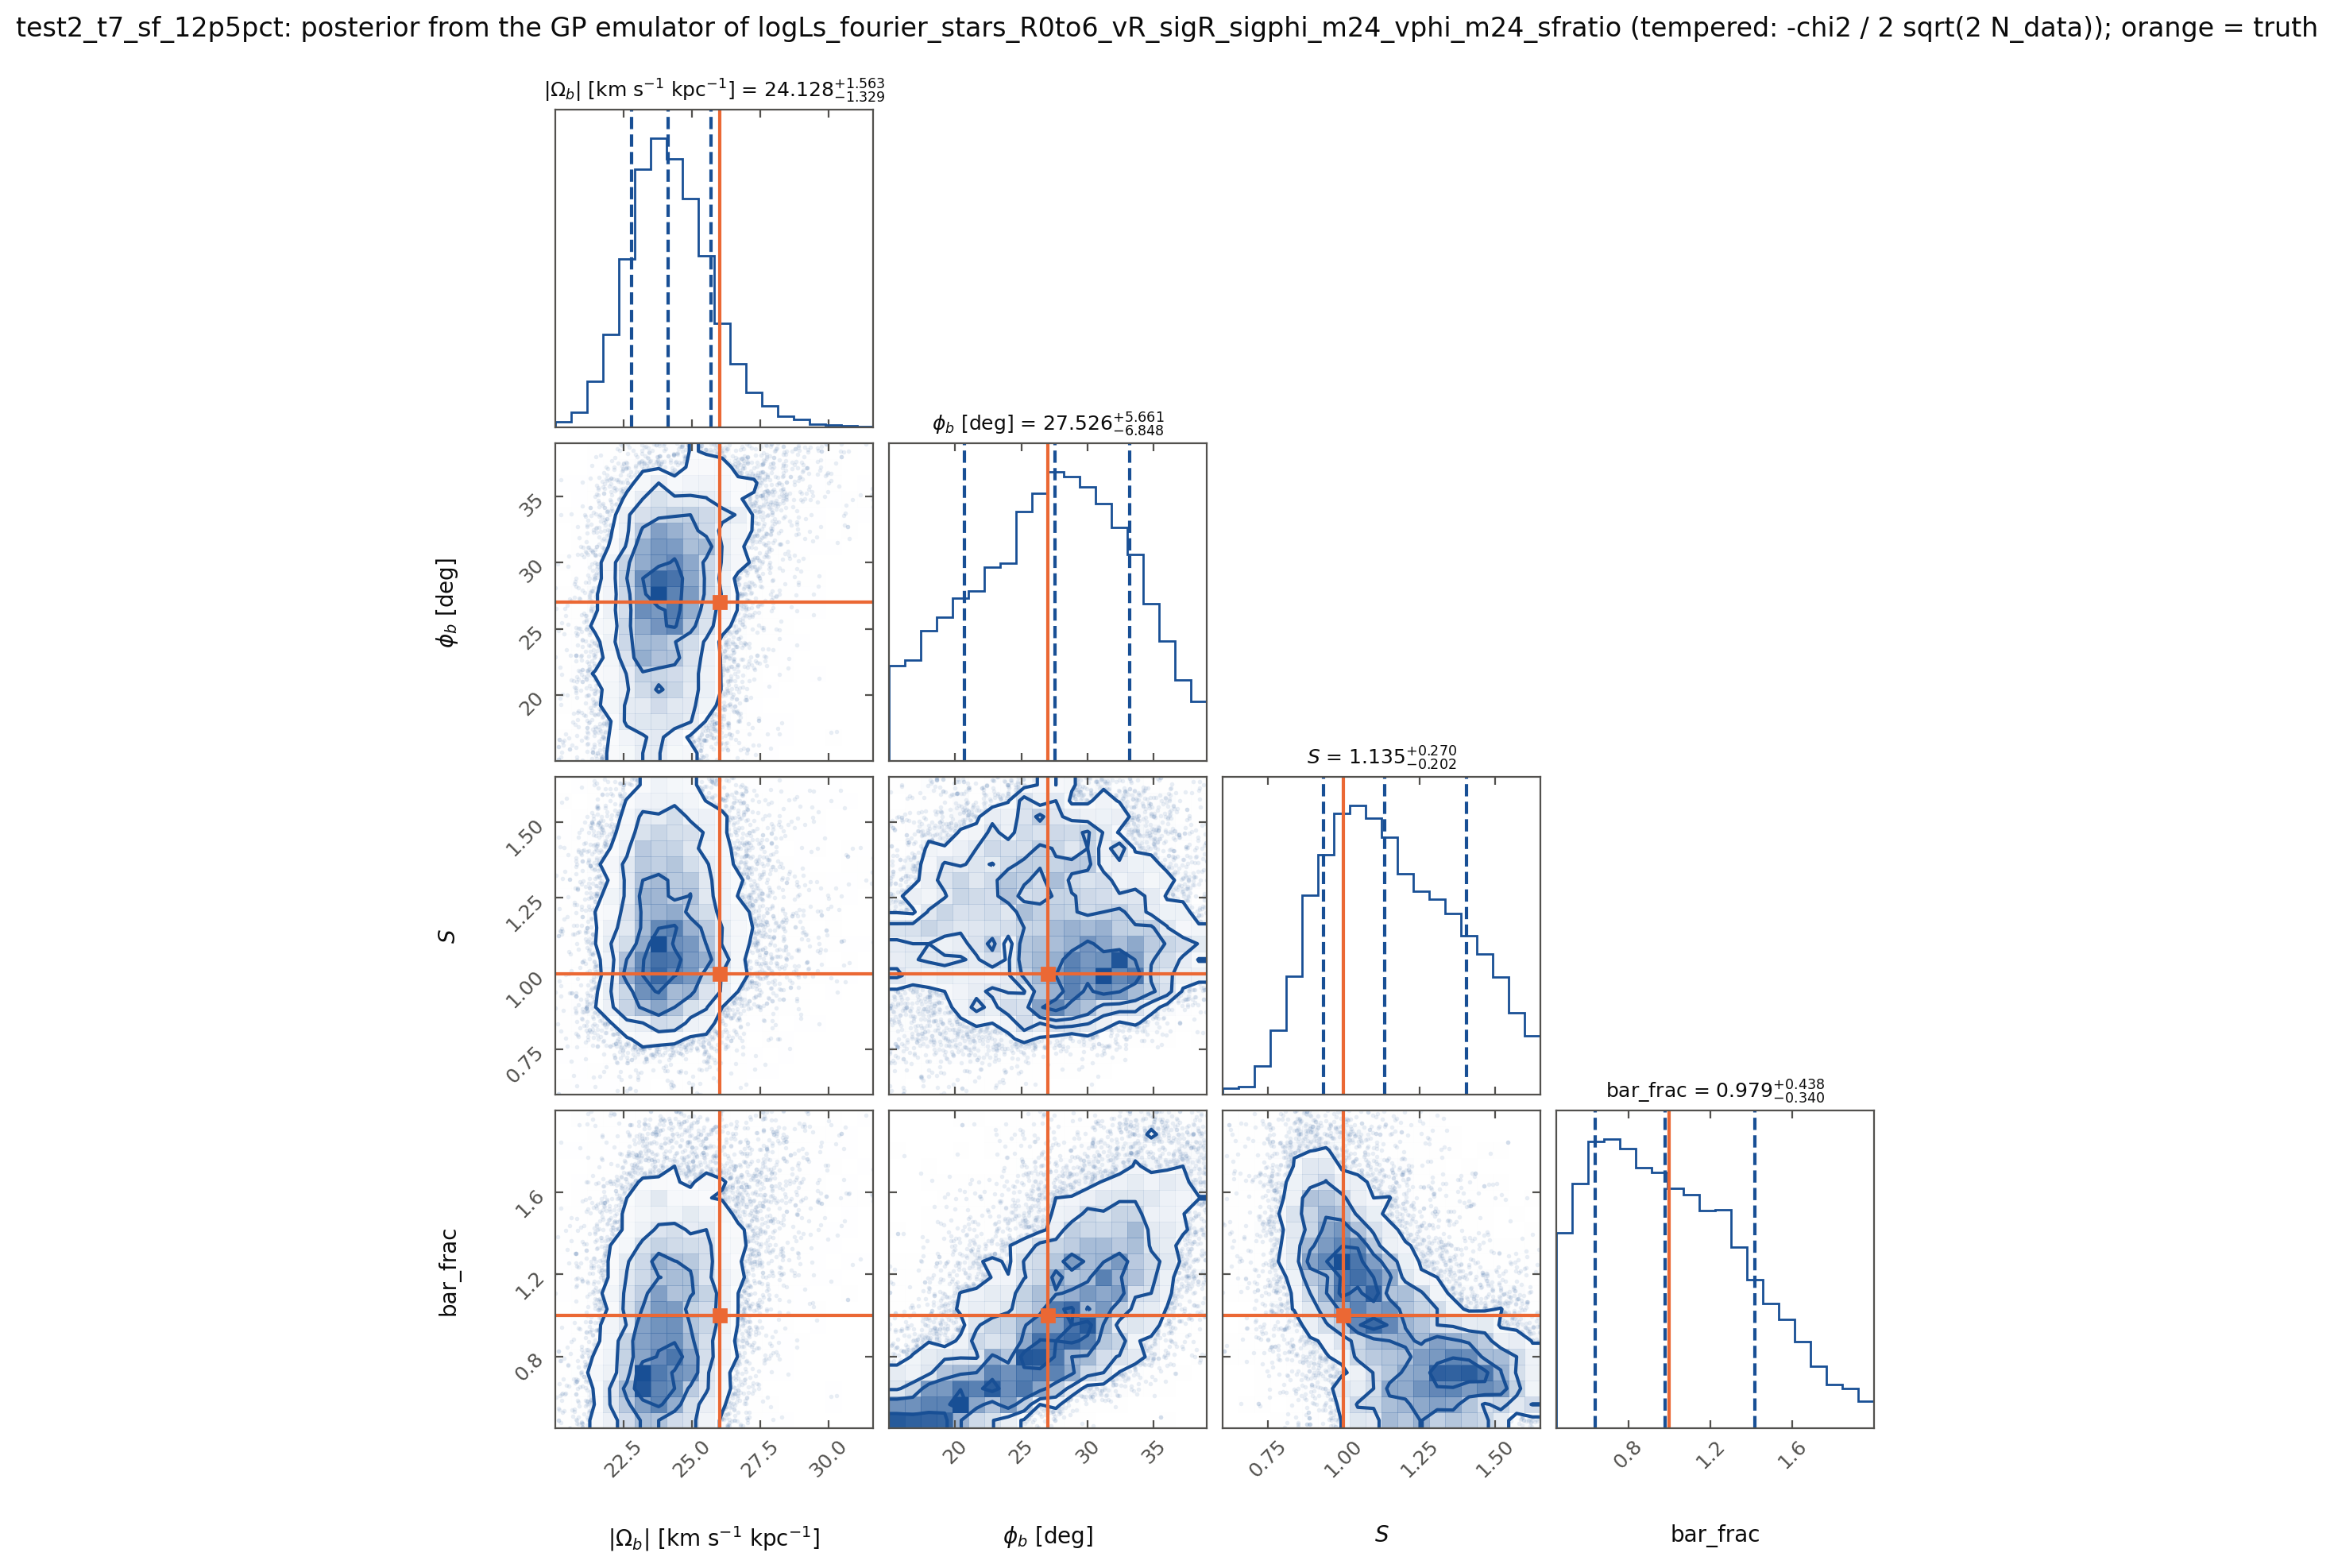 test2_t7_sf_12p5pct: posterior from the GP emulator of logLs_fourier_stars_R0to6_vR_sigR_sigphi_m24_vphi_m24_sfratio (tempered: -chi2 / 2 sqrt(2 N_data)); orange = truth
|Ω_b| [km s⁻¹ kpc⁻¹] = 24.128^{+1.563}_{−1.329}
ϕ_b [deg] = 27.526^{+5.661}_{−6.848}
ϕ_b [deg]
35
30
25
20
S = 1.135^{+0.270}_{−0.202}
S
1.50
1.25
1.00
0.75
bar_frac = 0.979^{+0.438}_{−0.340}
bar_frac
1.6
1.2
0.8
22.5 25.0 27.5 30.0 20 25 30 35 0.75 1.00 1.25 1.50 0.8 1.2 1.6
|Ω_b| [km s⁻¹ kpc⁻¹] ϕ_b [deg] S bar_frac